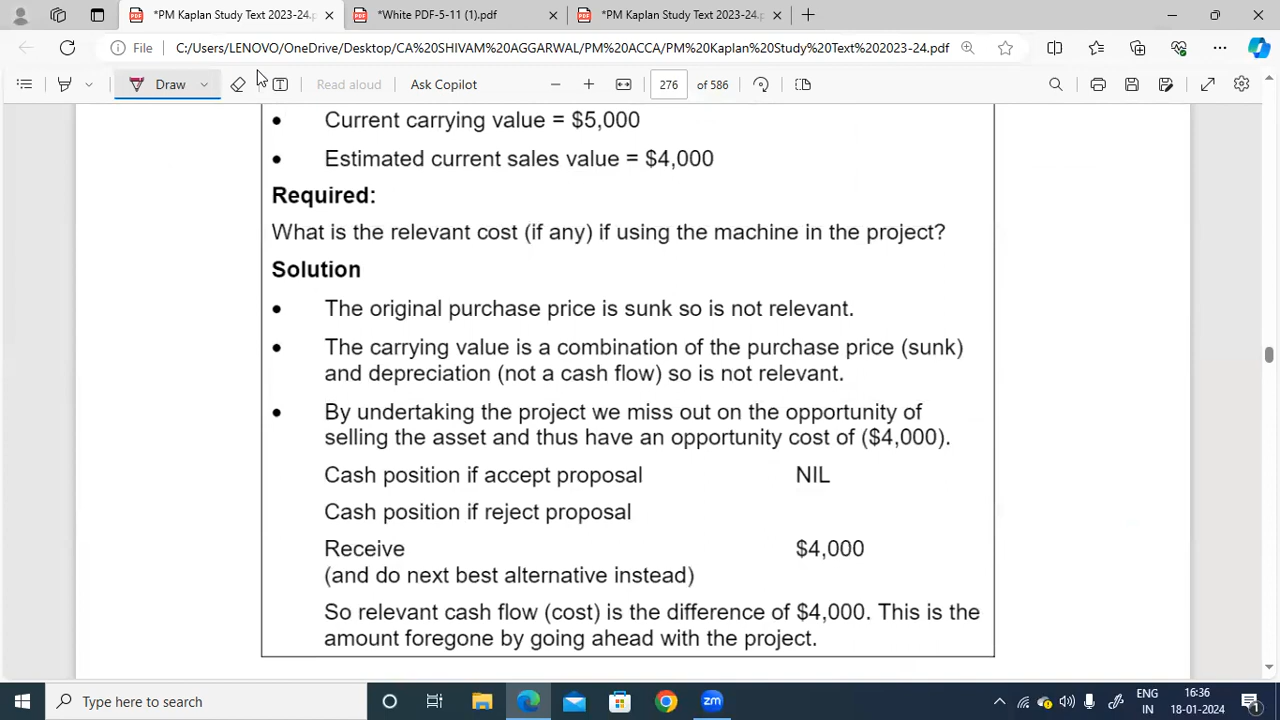 *PM Kaplan Study Text 2023-24.
*White PDF-5-11 (1).pdf
*PM Kaplan Study Text 2023-24.p
File
C:/Users/LENOVO/OneDrive/Desktop/CA%20SHIVAM%20AGGARWAL/PM%20ACCA/PM%20Kaplan%20Study%20Text%202023-24.pdf
Draw
Read aloud
Ask Copilot
276 of 586
• Current carrying value = $5,000
• Estimated current sales value = $4,000
Required:
What is the relevant cost (if any) if using the machine in the project?
Solution
• The original purchase price is sunk so is not relevant.
• The carrying value is a combination of the purchase price (sunk)
and depreciation (not a cash flow) so is not relevant.
• By undertaking the project we miss out on the opportunity of
selling the asset and thus have an opportunity cost of ($4,000).
Cash position if accept proposal NIL
Cash position if reject proposal
Receive $4,000
(and do next best alternative instead)
So relevant cash flow (cost) is the difference of $4,000. This is the
amount foregone by going ahead with the project.
Type here to search
ENG 16:36
IN 18-01-2024